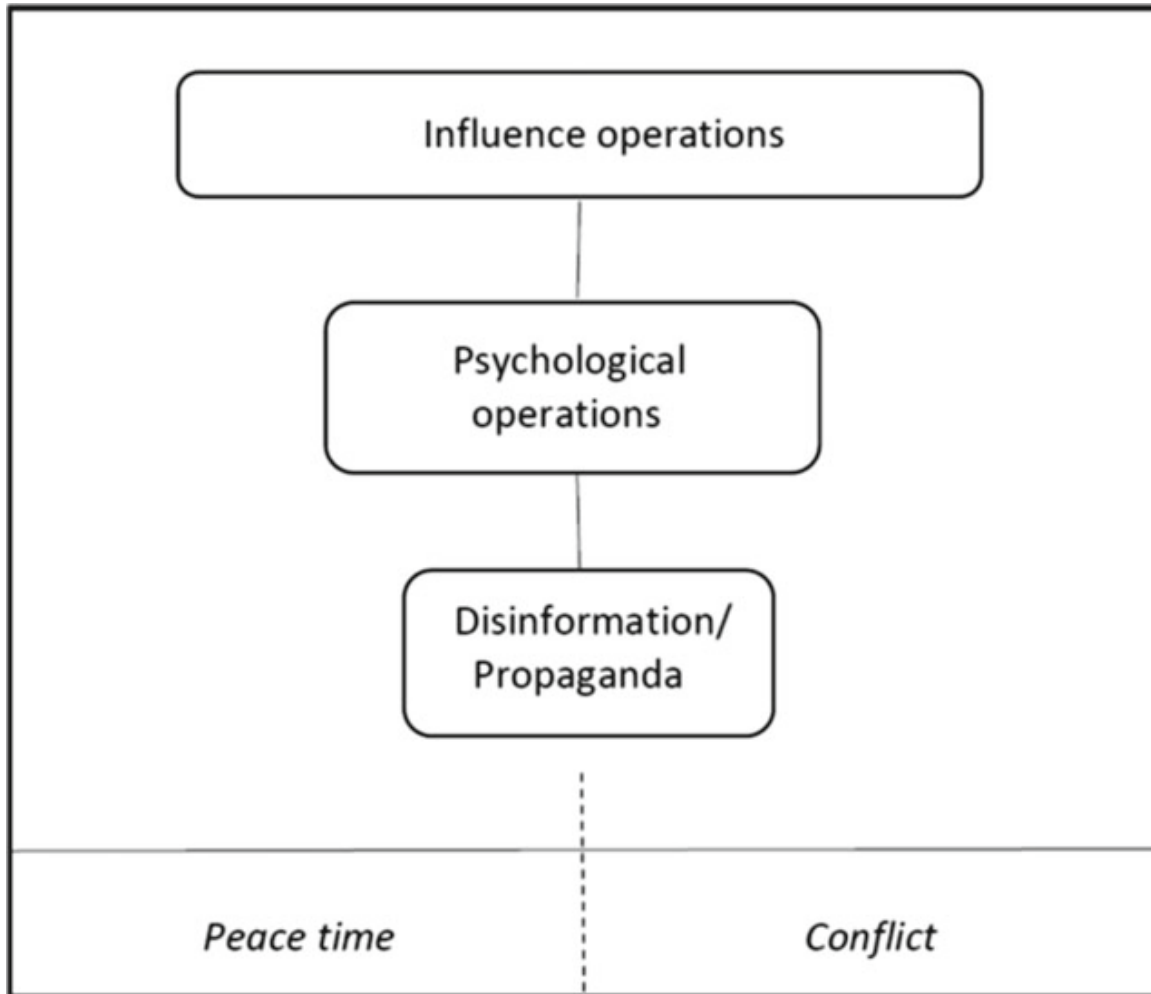 Influence operations
Psychological
operations
Disinformation/
Propaganda
Peace time
Conflict